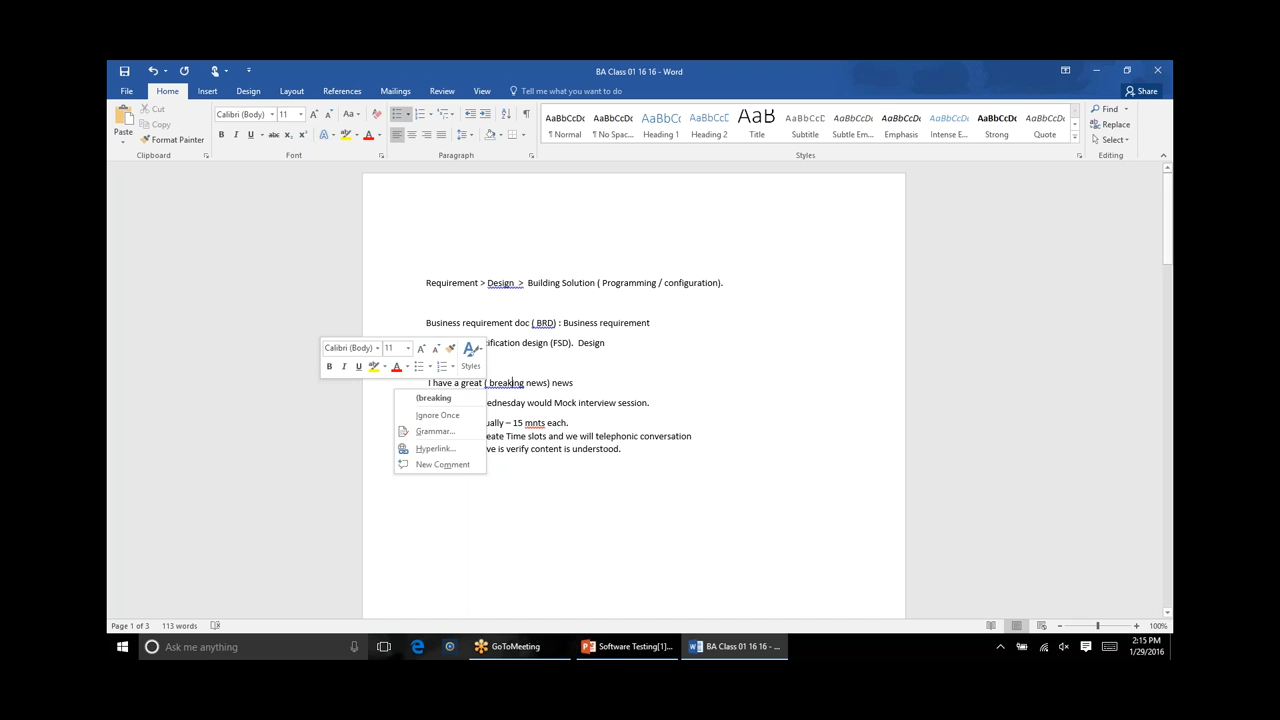 BA Class 01 16 16 - Word
File Home Insert Design Layout References Mailings Review View Tell me what you want to do Share
Paste Cut Copy Format Painter
Calibri (Body) 11 Aa
AaBbCcDc AaBbCcDc AaBbCc AaBbCcD AaB AaBbCcD AaBbCcDc AaBbCcDc AaBbCcDc AaBbCcDc AaBbCcDc
¶ Normal ¶ No Spac... Heading 1 Heading 2 Title Subtitle Subtle Em... Emphasis Intense E... Strong Quote
Find Replace Select
Clipboard Font Paragraph Styles Editing
Requirement > Design > Building Solution ( Programming / configuration).
Business requirement doc ( BRD) : Business requirement
ification design (FSD). Design
Calibri (Body) 11
B I U A Styles
I have a great ( breaking news) news
ednesday would Mock interview session.
ually – 15 mnts each.
eate Time slots and we will telephonic conversation
ve is verify content is understood.
(breaking
Ignore Once
Grammar...
Hyperlink...
New Comment
Page 1 of 3 113 words 100%
Ask me anything GoToMeeting Software Testing[1]... BA Class 01 16 16 - ...
2:15 PM
1/29/2016